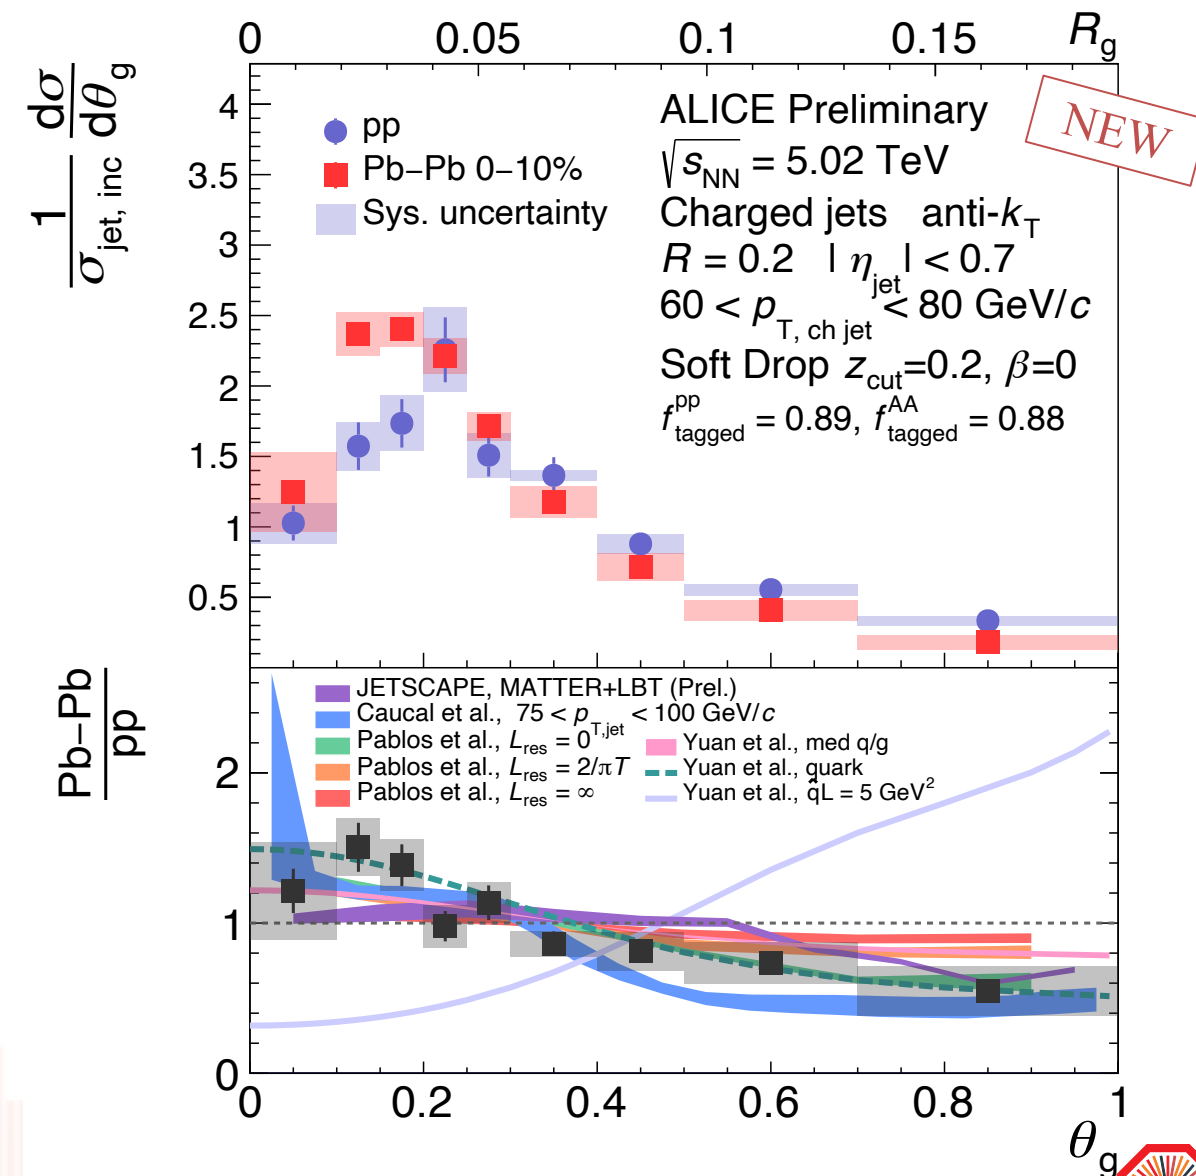 0 0.05 0.1 0.15 R_g
1/σ_jet, inc dσ/dθ_g
4
3.5
3
2.5
2
1.5
1
0.5
pp
Pb–Pb 0–10%
Sys. uncertainty
ALICE Preliminary
√s_NN = 5.02 TeV
Charged jets anti-k_T
R = 0.2 | η_jet | < 0.7
60 < p_T, ch jet < 80 GeV/c
Soft Drop z_cut=0.2, β=0
f^pp_tagged = 0.89, f^AA_tagged = 0.88
NEW
Pb–Pb/pp
2
1
0
JETSCAPE, MATTER+LBT (Prel.)
Caucal et al., 75 < p_T,jet < 100 GeV/c
Pablos et al., L_res = 0
Pablos et al., L_res = 2/πT
Pablos et al., L_res = ∞
Yuan et al., med q/g
Yuan et al., quark
Yuan et al., q̂L = 5 GeV²
0 0.2 0.4 0.6 0.8 1
θ_g